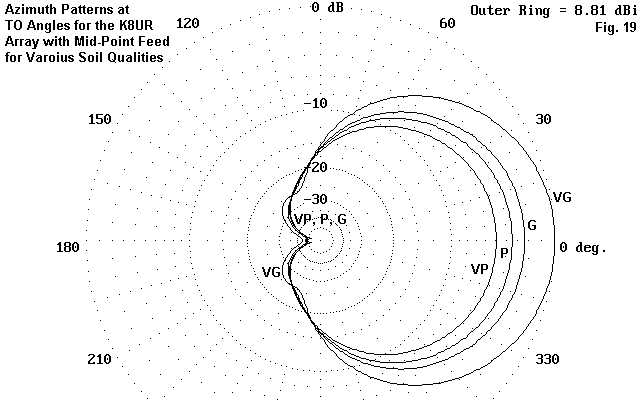 Azimuth Patterns at
TO Angles for the K8UR
Array with Mid-Point Feed
for Varoius Soil Qualities
0 dB
Outer Ring = 8.81 dBi
Fig. 19
120
60
-10
150
30
-20
-30
VG
VP, P, G
G
180
P
0 deg.
VG
VP
210
330